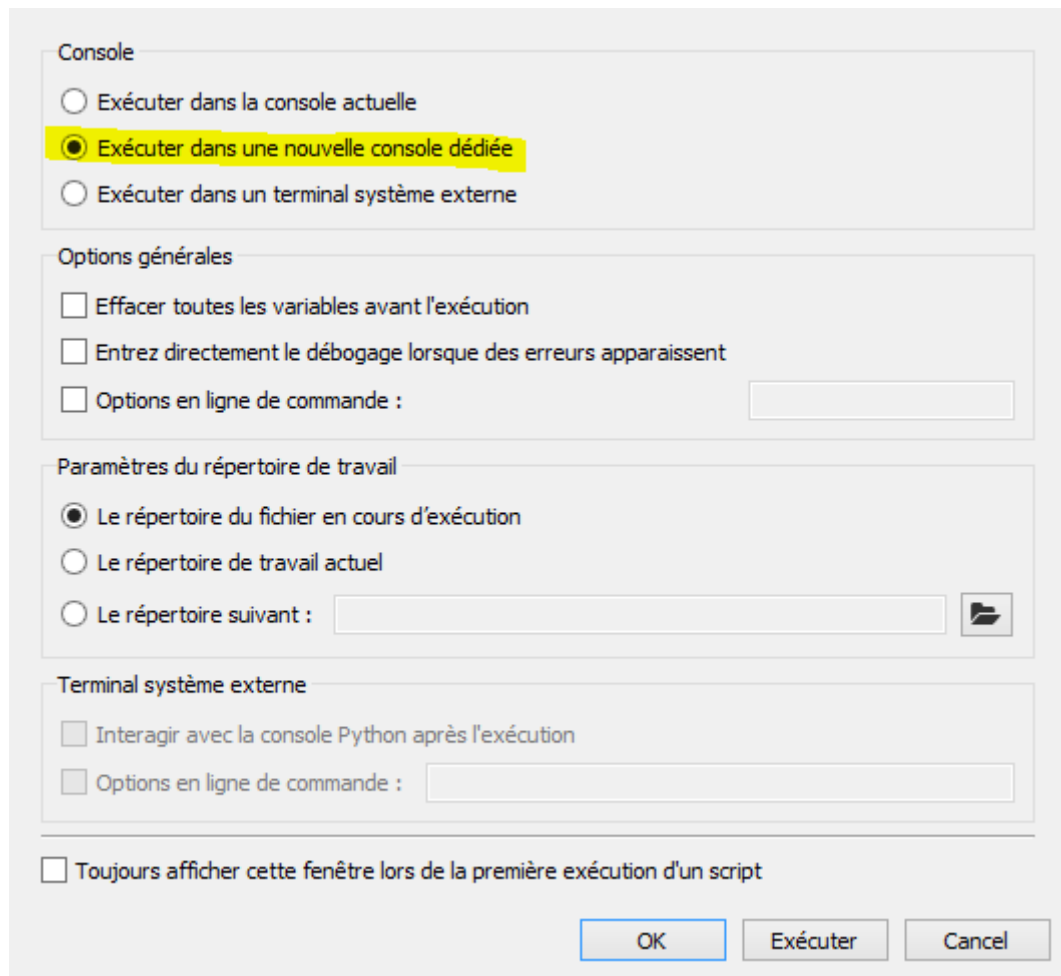 Console
Exécuter dans la console actuelle
Exécuter dans une nouvelle console dédiée
Exécuter dans un terminal système externe
Options générales
Effacer toutes les variables avant l'exécution
Entrez directement le débogage lorsque des erreurs apparaissent
Options en ligne de commande :
Paramètres du répertoire de travail
Le répertoire du fichier en cours d’exécution
Le répertoire de travail actuel
Le répertoire suivant :
Terminal système externe
Interagir avec la console Python après l'exécution
Options en ligne de commande :
Toujours afficher cette fenêtre lors de la première exécution d'un script
OK Exécuter Cancel